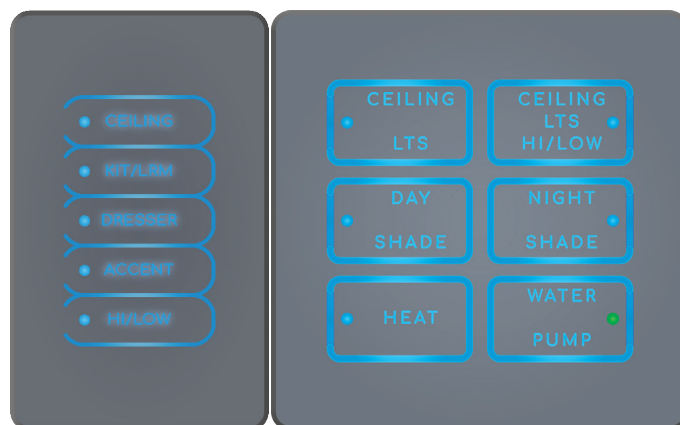 CEILING
KIT/LRM
DRESSER
ACCENT
HI/LOW
CEILING
LTS
CEILING
LTS
HI/LOW
DAY
SHADE
NIGHT
SHADE
HEAT
WATER
PUMP